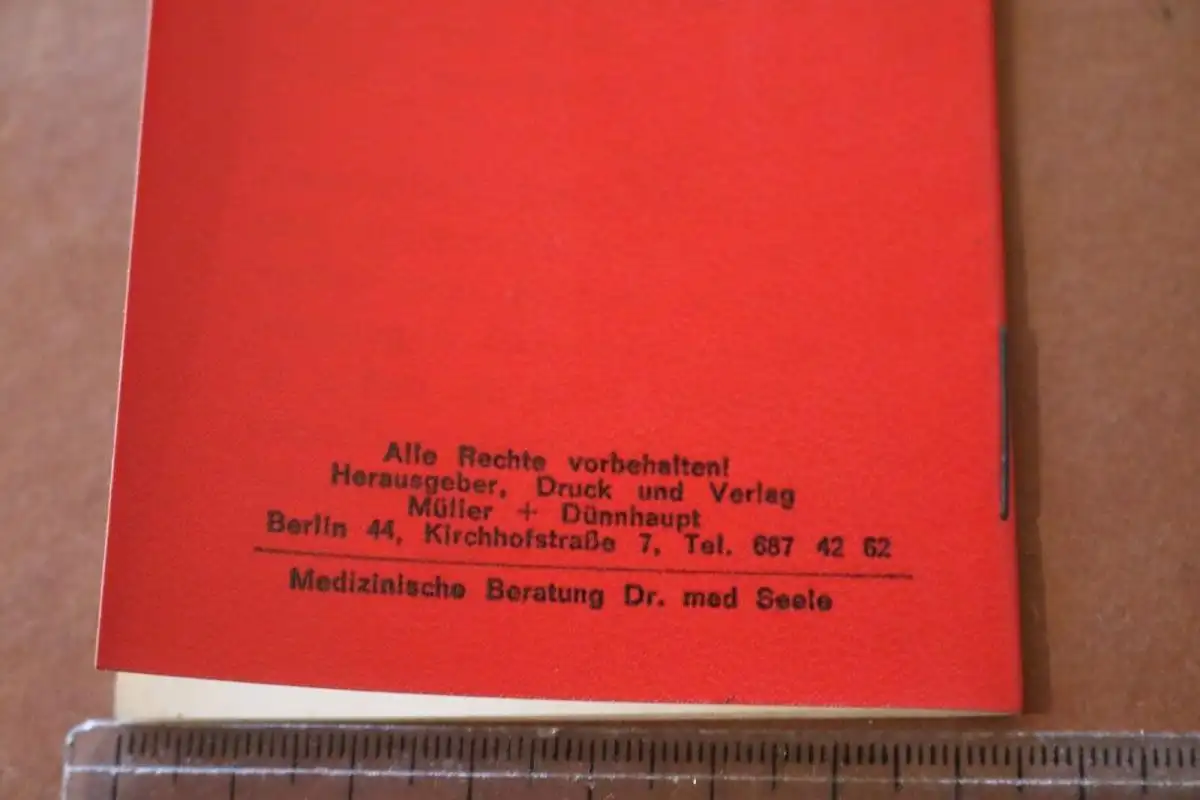 Alle Rechte vorbehalten!
Herausgeber, Druck und Verlag
Müller + Dünnhaupt
Berlin 44, Kirchhofstraße 7, Tel. 687 42 62
Medizinische Beratung Dr. med Seele